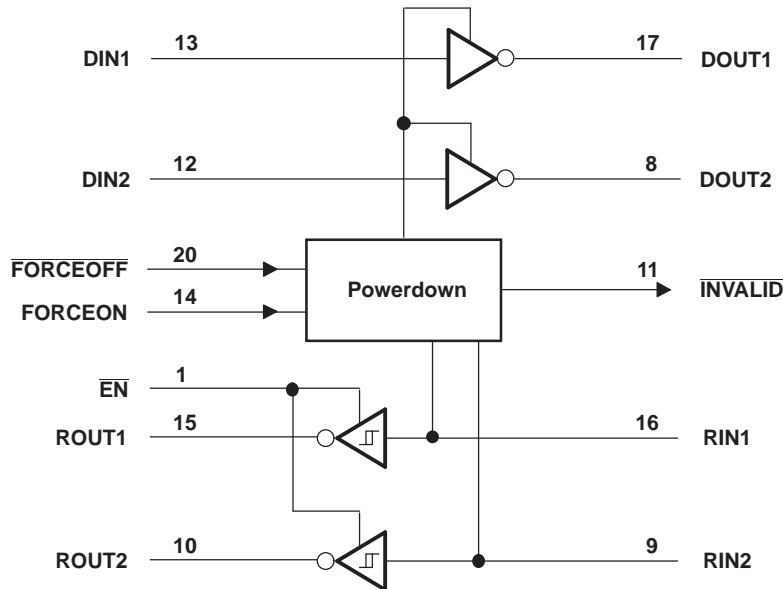 DIN1 13 17 DOUT1
DIN2 12 8 DOUT2
FORCEOFF 20
FORCEON 14
Powerdown
11 INVALID
EN 1
ROUT1 15 16 RIN1
ROUT2 10 9 RIN2